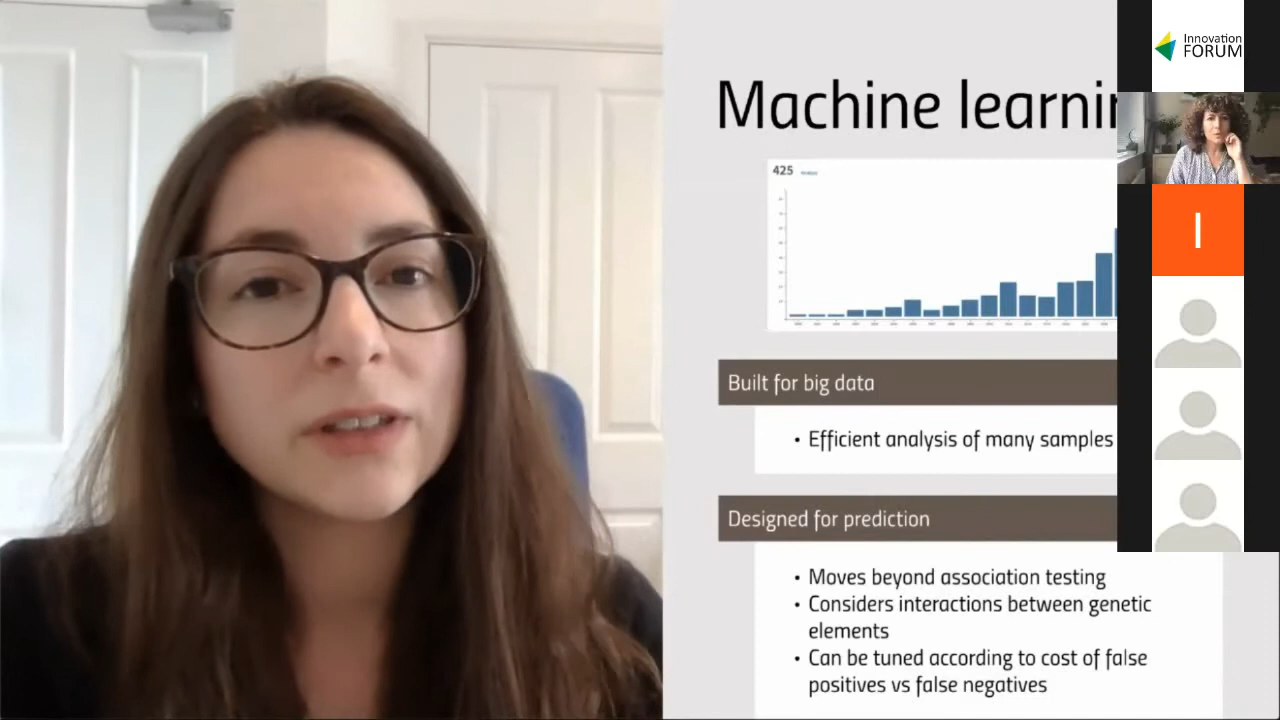 Machine learnin
425
Built for big data
• Efficient analysis of many samples
Designed for prediction
• Moves beyond association testing
• Considers interactions between genetic
elements
• Can be tuned according to cost of false
positives vs false negatives
Innovation
FORUM
I